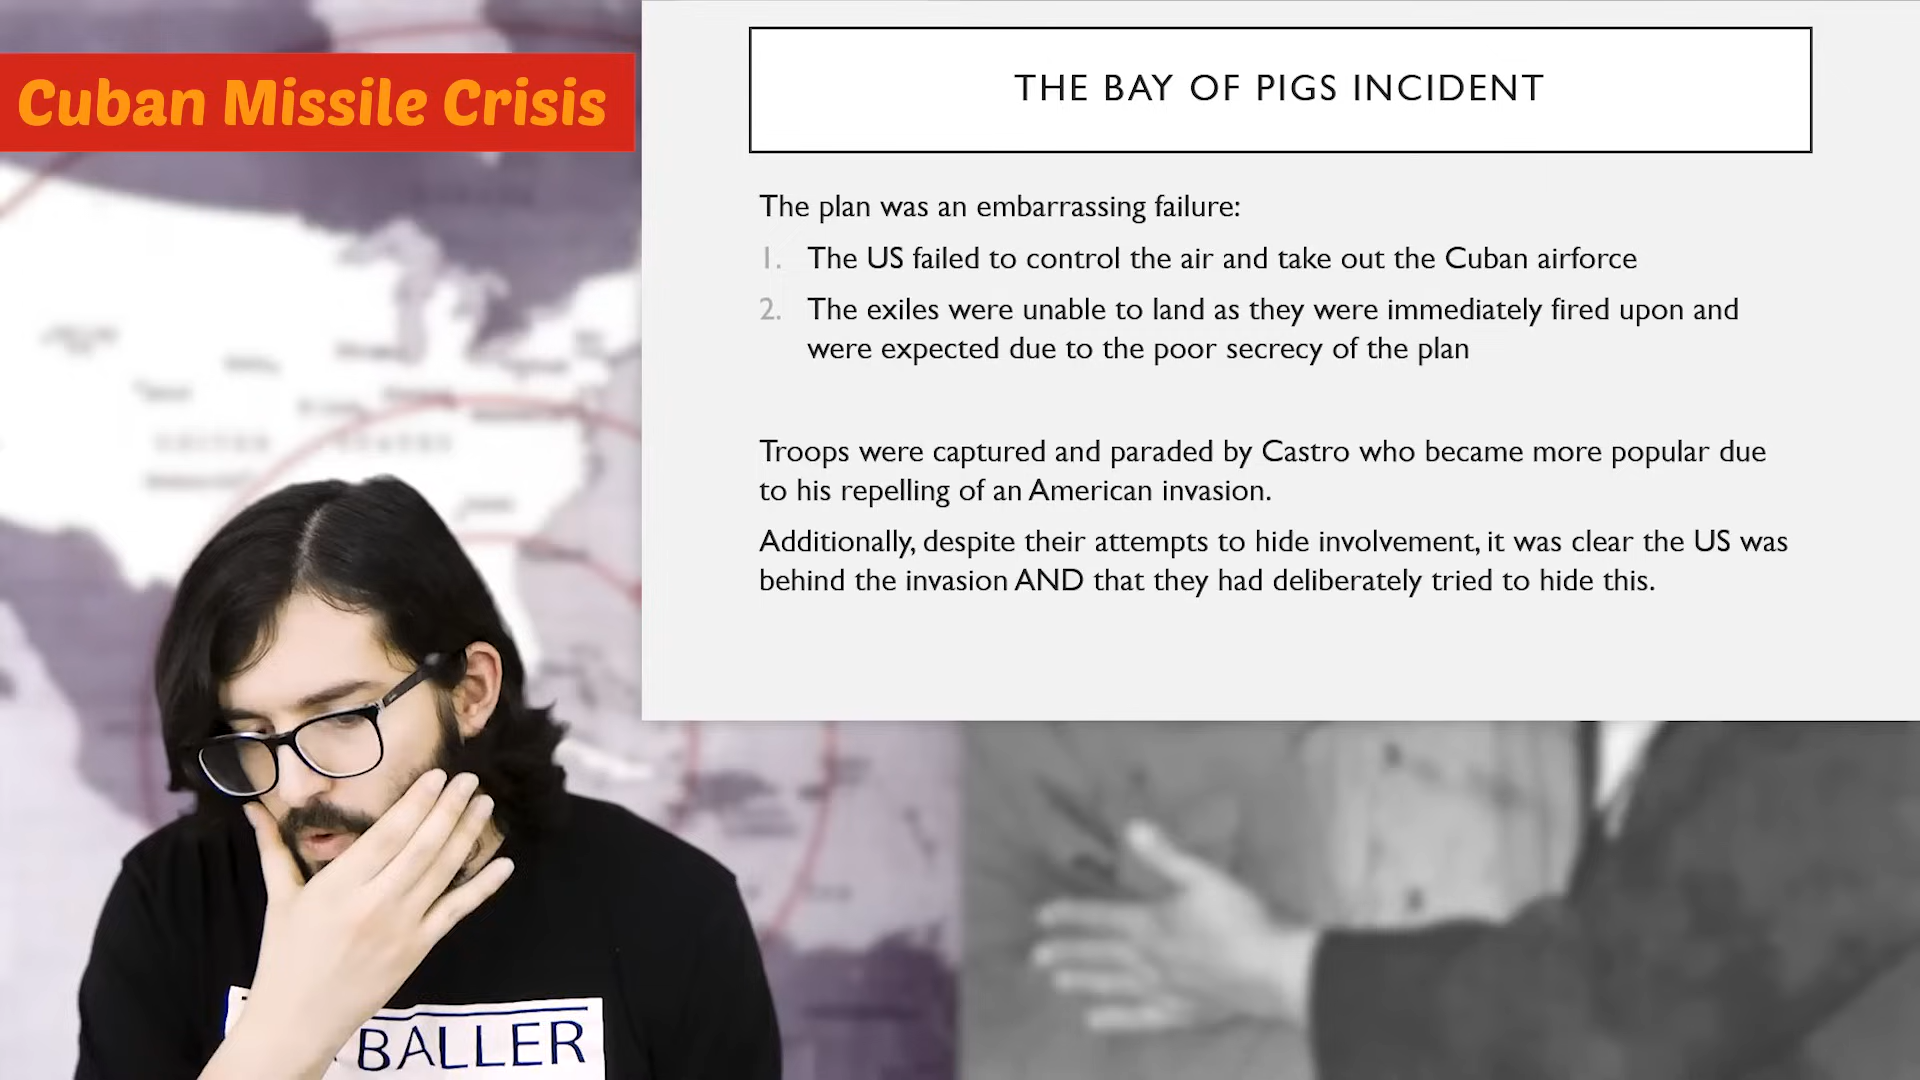 Cuban Missile Crisis
THE BAY OF PIGS INCIDENT
The plan was an embarrassing failure:
1. The US failed to control the air and take out the Cuban airforce
2. The exiles were unable to land as they were immediately fired upon and
were expected due to the poor secrecy of the plan
Troops were captured and paraded by Castro who became more popular due
to his repelling of an American invasion.
Additionally, despite their attempts to hide involvement, it was clear the US was
behind the invasion AND that they had deliberately tried to hide this.
BALLER